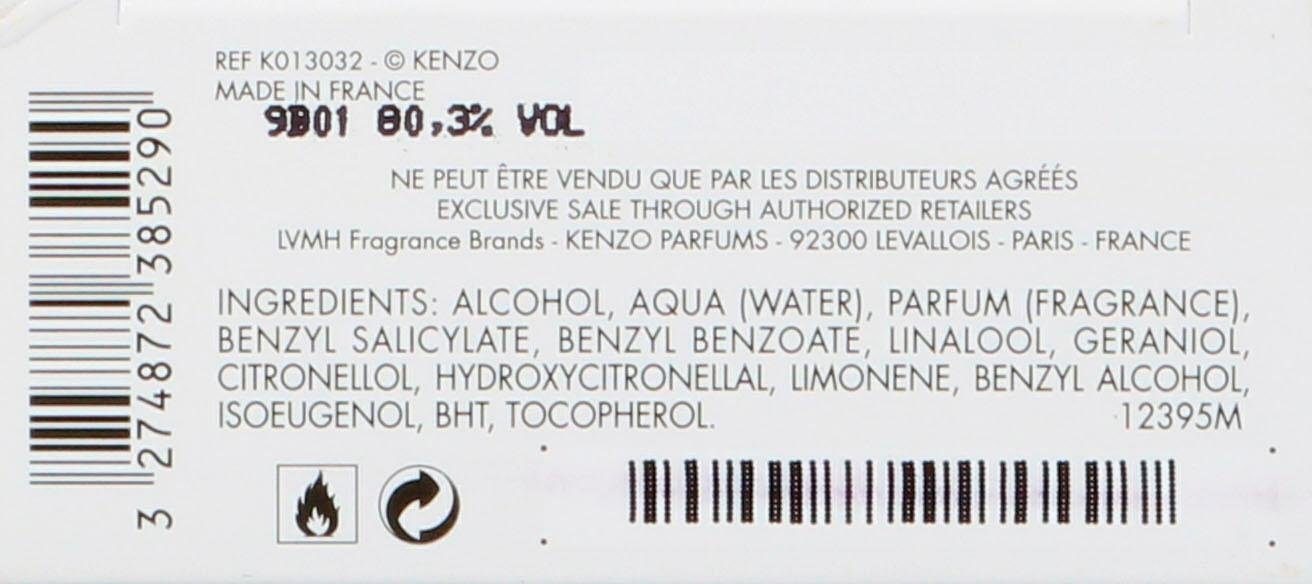 REF K013032 - © KENZO
MADE IN FRANCE
9B01 80,3% VOL
NE PEUT ÊTRE VENDU QUE PAR LES DISTRIBUTEURS AGRÉÉS
EXCLUSIVE SALE THROUGH AUTHORIZED RETAILERS
LVMH Fragrance Brands - KENZO PARFUMS - 92300 LEVALLOIS - PARIS - FRANCE
INGREDIENTS: ALCOHOL, AQUA (WATER), PARFUM (FRAGRANCE),
BENZYL SALICYLATE, BENZYL BENZOATE, LINALOOL, GERANIOL,
CITRONELLOL, HYDROXYCITRONELLAL, LIMONENE, BENZYL ALCOHOL,
ISOEUGENOL, BHT, TOCOPHEROL. 12395M
3 274872 385290